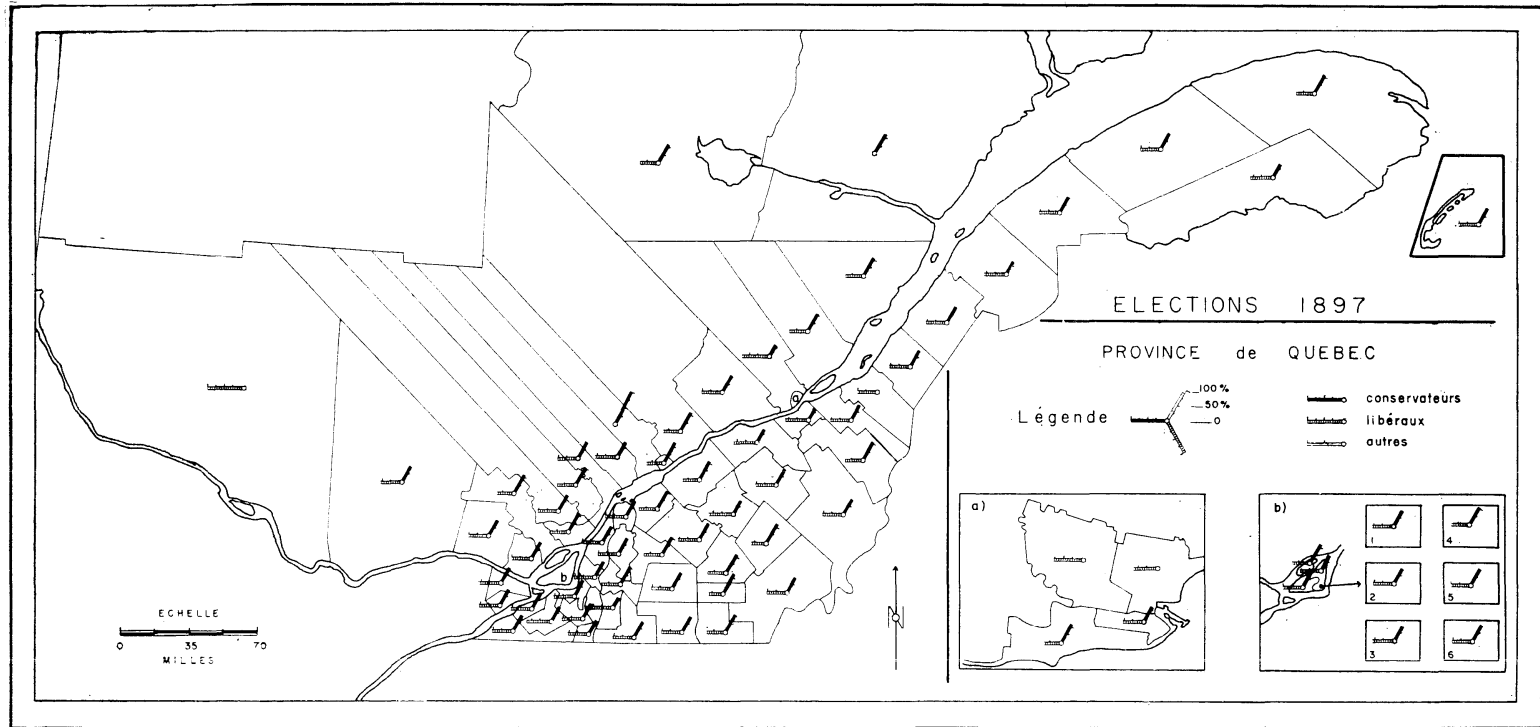 ELECTIONS 1897
PROVINCE de QUEBEC
Légende
100%
50%
0
conservateurs
libéraux
autres
a
b
ECHELLE
0 35 70
MILLES
N
a)
b)
1 4
2 5
3 6